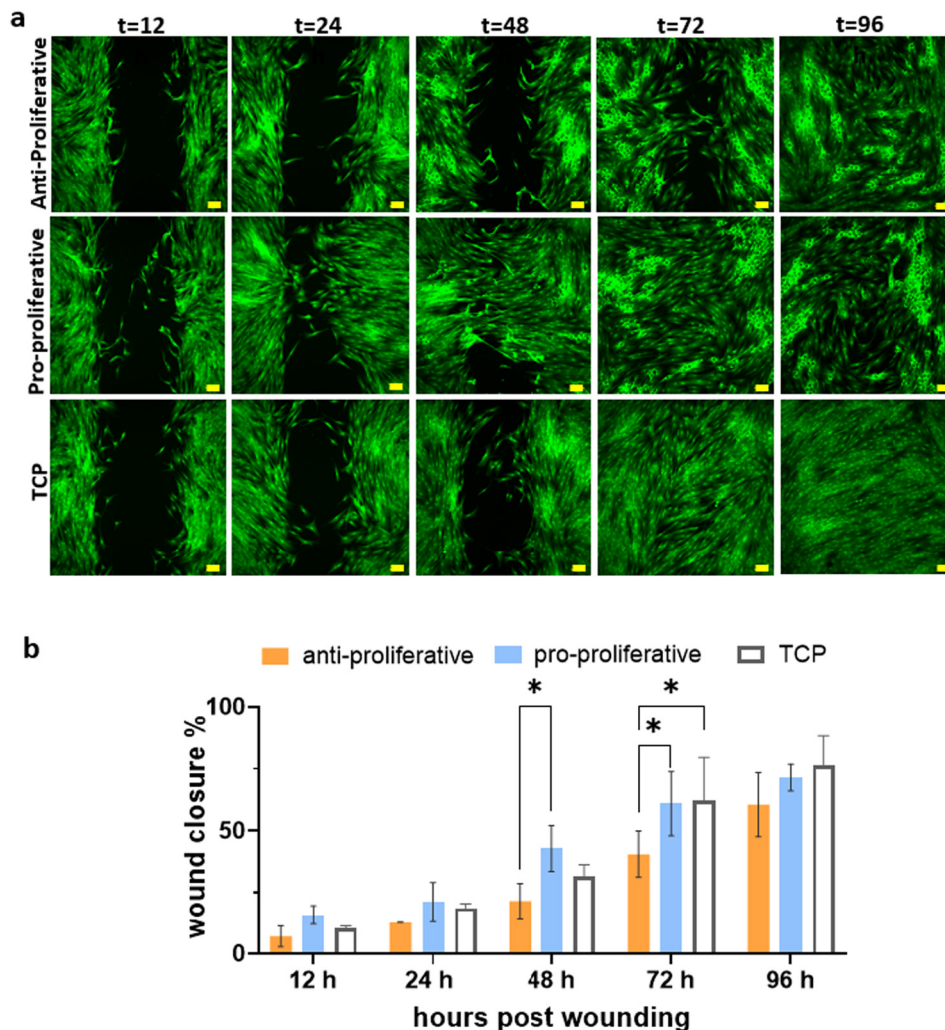 a
t=12 t=24 t=48 t=72 t=96
Anti-Proliferative
Pro-proliferative
TCP
b
anti-proliferative pro-proliferative TCP
* * *
wound closure %
100
50
0
12 h 24 h 48 h 72 h 96 h
hours post wounding